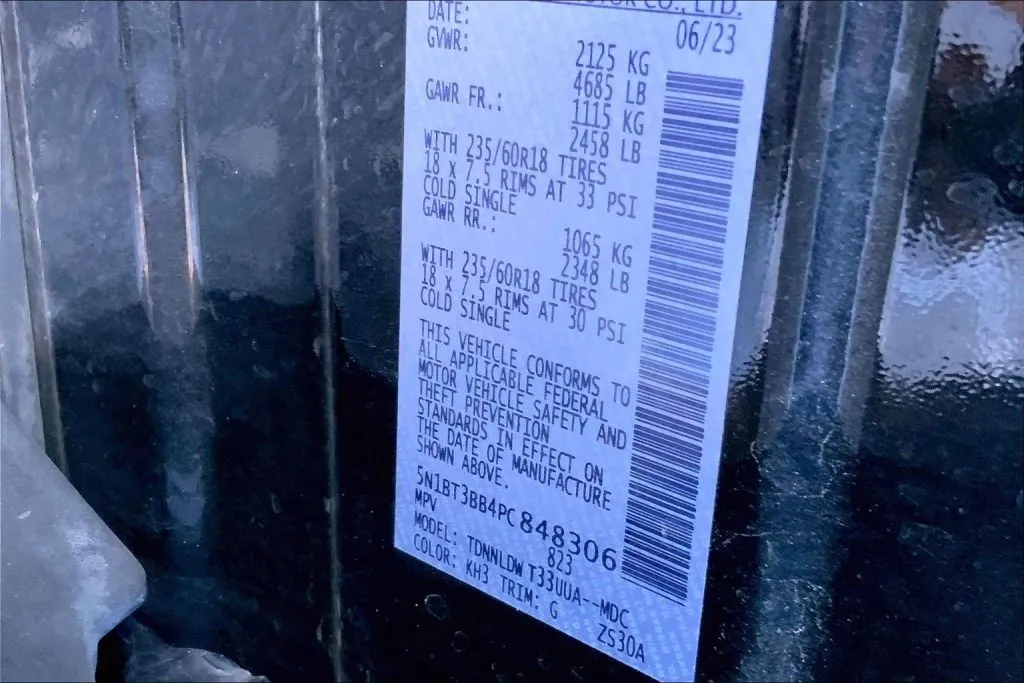 MOTOR CO., LTD.
DATE: 06/23
GVWR: 2125 KG
4685 LB
GAWR FR.: 1115 KG
2458 LB
WITH 235/60R18 TIRES
18 X 7.5 RIMS AT 33 PSI
COLD SINGLE
GAWR RR.: 1065 KG
2348 LB
WITH 235/60R18 TIRES
18 X 7.5 RIMS AT 30 PSI
COLD SINGLE
THIS VEHICLE CONFORMS TO
ALL APPLICABLE FEDERAL
MOTOR VEHICLE SAFETY AND
THEFT PREVENTION
STANDARDS IN EFFECT ON
THE DATE OF MANUFACTURE
SHOWN ABOVE.
5N1BT3BB4PC848306
MPV 823
MODEL: TDNNLDW T33UUA--MDC
COLOR: KH3 TRIM: G ZS30A